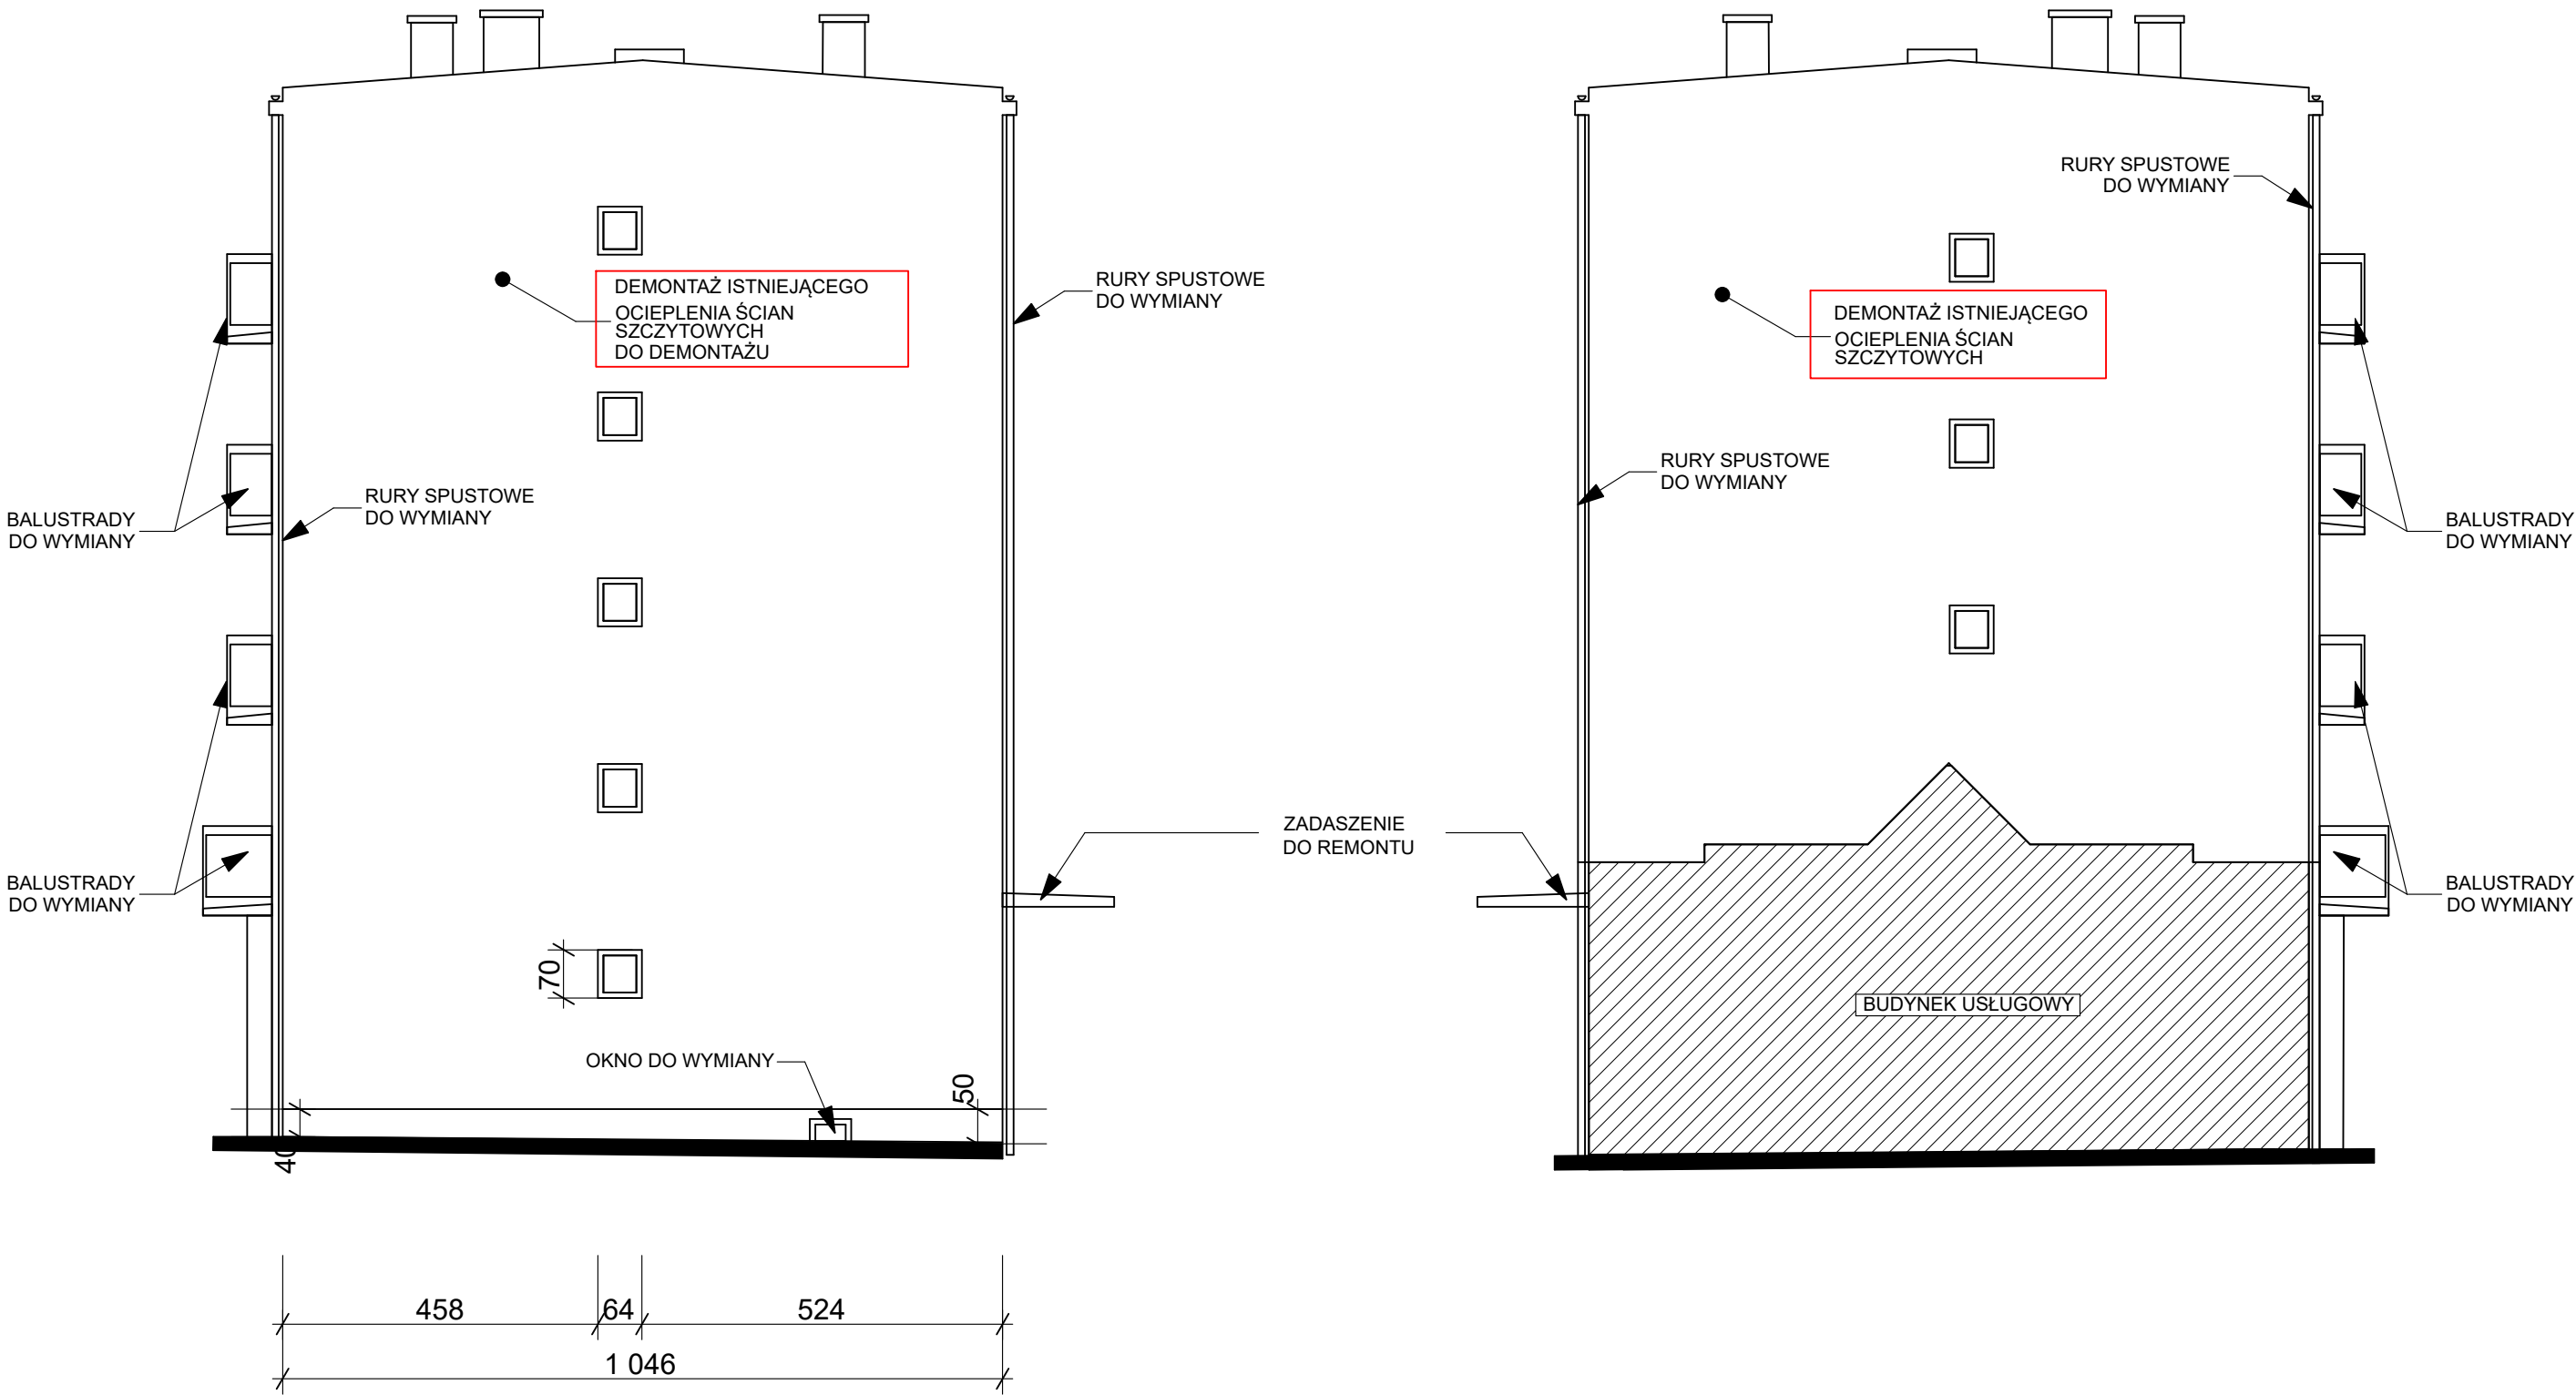 RURY SPUSTOWE
DO WYMIANY
DEMONTAŻ ISTNIEJĄCEGO
OCIEPLENIA ŚCIAN
SZCZYTOWYCH
DO DEMONTAŻU
RURY SPUSTOWE
DO WYMIANY
DEMONTAŻ ISTNIEJĄCEGO
OCIEPLENIA ŚCIAN
SZCZYTOWYCH
RURY SPUSTOWE
DO WYMIANY
RURY SPUSTOWE
DO WYMIANY
BALUSTRADY
DO WYMIANY
BALUSTRADY
DO WYMIANY
ZADASZENIE
DO REMONTU
BALUSTRADY
DO WYMIANY
BALUSTRADY
DO WYMIANY
70
BUDYNEK USŁUGOWY
OKNO DO WYMIANY
50
40
458
64
524
1 046